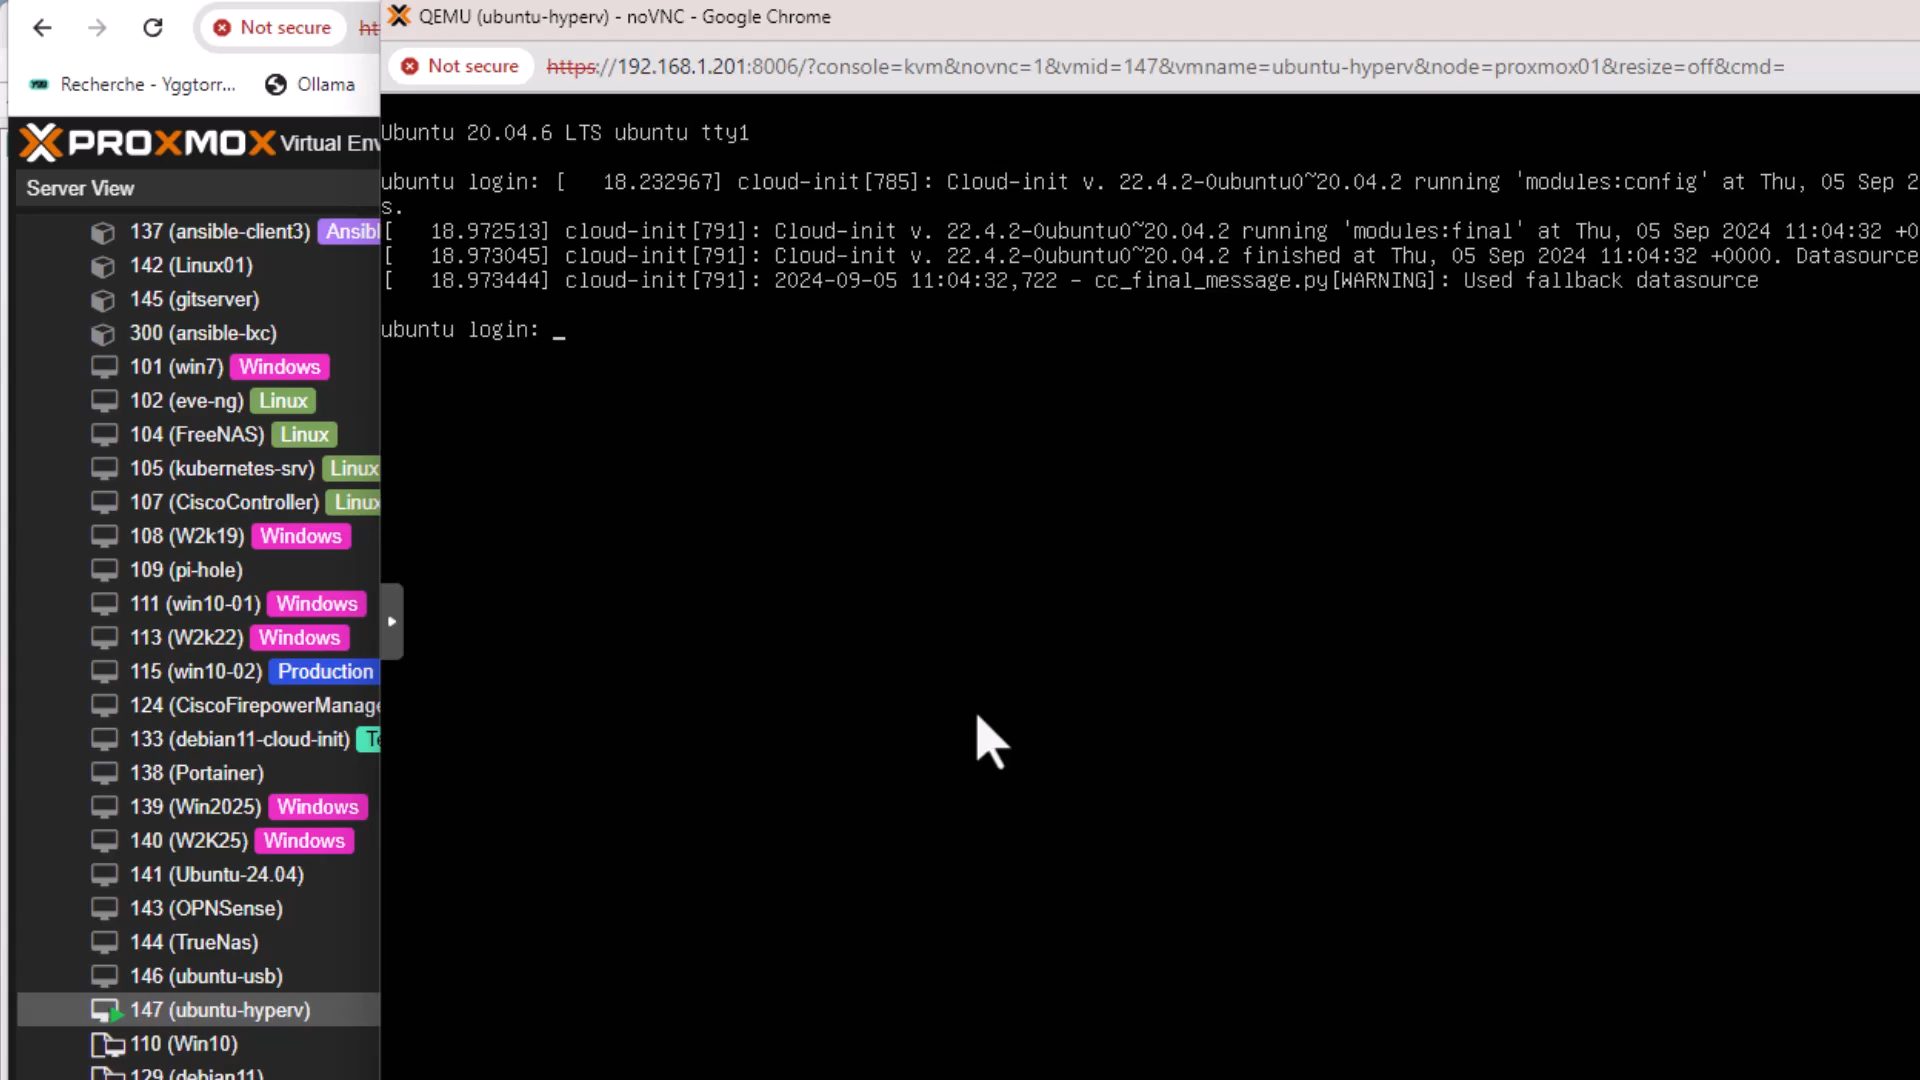 Not secure
ht
Recherche - Yggtorr...
Ollama
PROXMOX Virtual Env
Server View
137 (ansible-client3) Ansibl
142 (Linux01)
145 (gitserver)
300 (ansible-lxc)
101 (win7) Windows
102 (eve-ng) Linux
104 (FreeNAS) Linux
105 (kubernetes-srv) Linux
107 (CiscoController) Linux
108 (W2k19) Windows
109 (pi-hole)
111 (win10-01) Windows
113 (W2k22) Windows
115 (win10-02) Production
124 (CiscoFirepowerManage
133 (debian11-cloud-init) Te
138 (Portainer)
139 (Win2025) Windows
140 (W2K25) Windows
141 (Ubuntu-24.04)
143 (OPNSense)
144 (TrueNas)
146 (ubuntu-usb)
147 (ubuntu-hyperv)
110 (Win10)
129 (debian11)
QEMU (ubuntu-hyperv) - noVNC - Google Chrome
Not secure https://192.168.1.201:8006/?console=kvm&novnc=1&vmid=147&vmname=ubuntu-hyperv&node=proxmox01&resize=off&cmd=
Ubuntu 20.04.6 LTS ubuntu tty1
ubuntu login: [   18.232967] cloud-init[785]: Cloud-init v. 22.4.2-0ubuntu0~20.04.2 running 'modules:config' at Thu, 05 Sep 2
s.
[   18.972513] cloud-init[791]: Cloud-init v. 22.4.2-0ubuntu0~20.04.2 running 'modules:final' at Thu, 05 Sep 2024 11:04:32 +0
[   18.973045] cloud-init[791]: Cloud-init v. 22.4.2-0ubuntu0~20.04.2 finished at Thu, 05 Sep 2024 11:04:32 +0000. Datasource
[   18.973444] cloud-init[791]: 2024-09-05 11:04:32,722 - cc_final_message.py[WARNING]: Used fallback datasource
ubuntu login: _